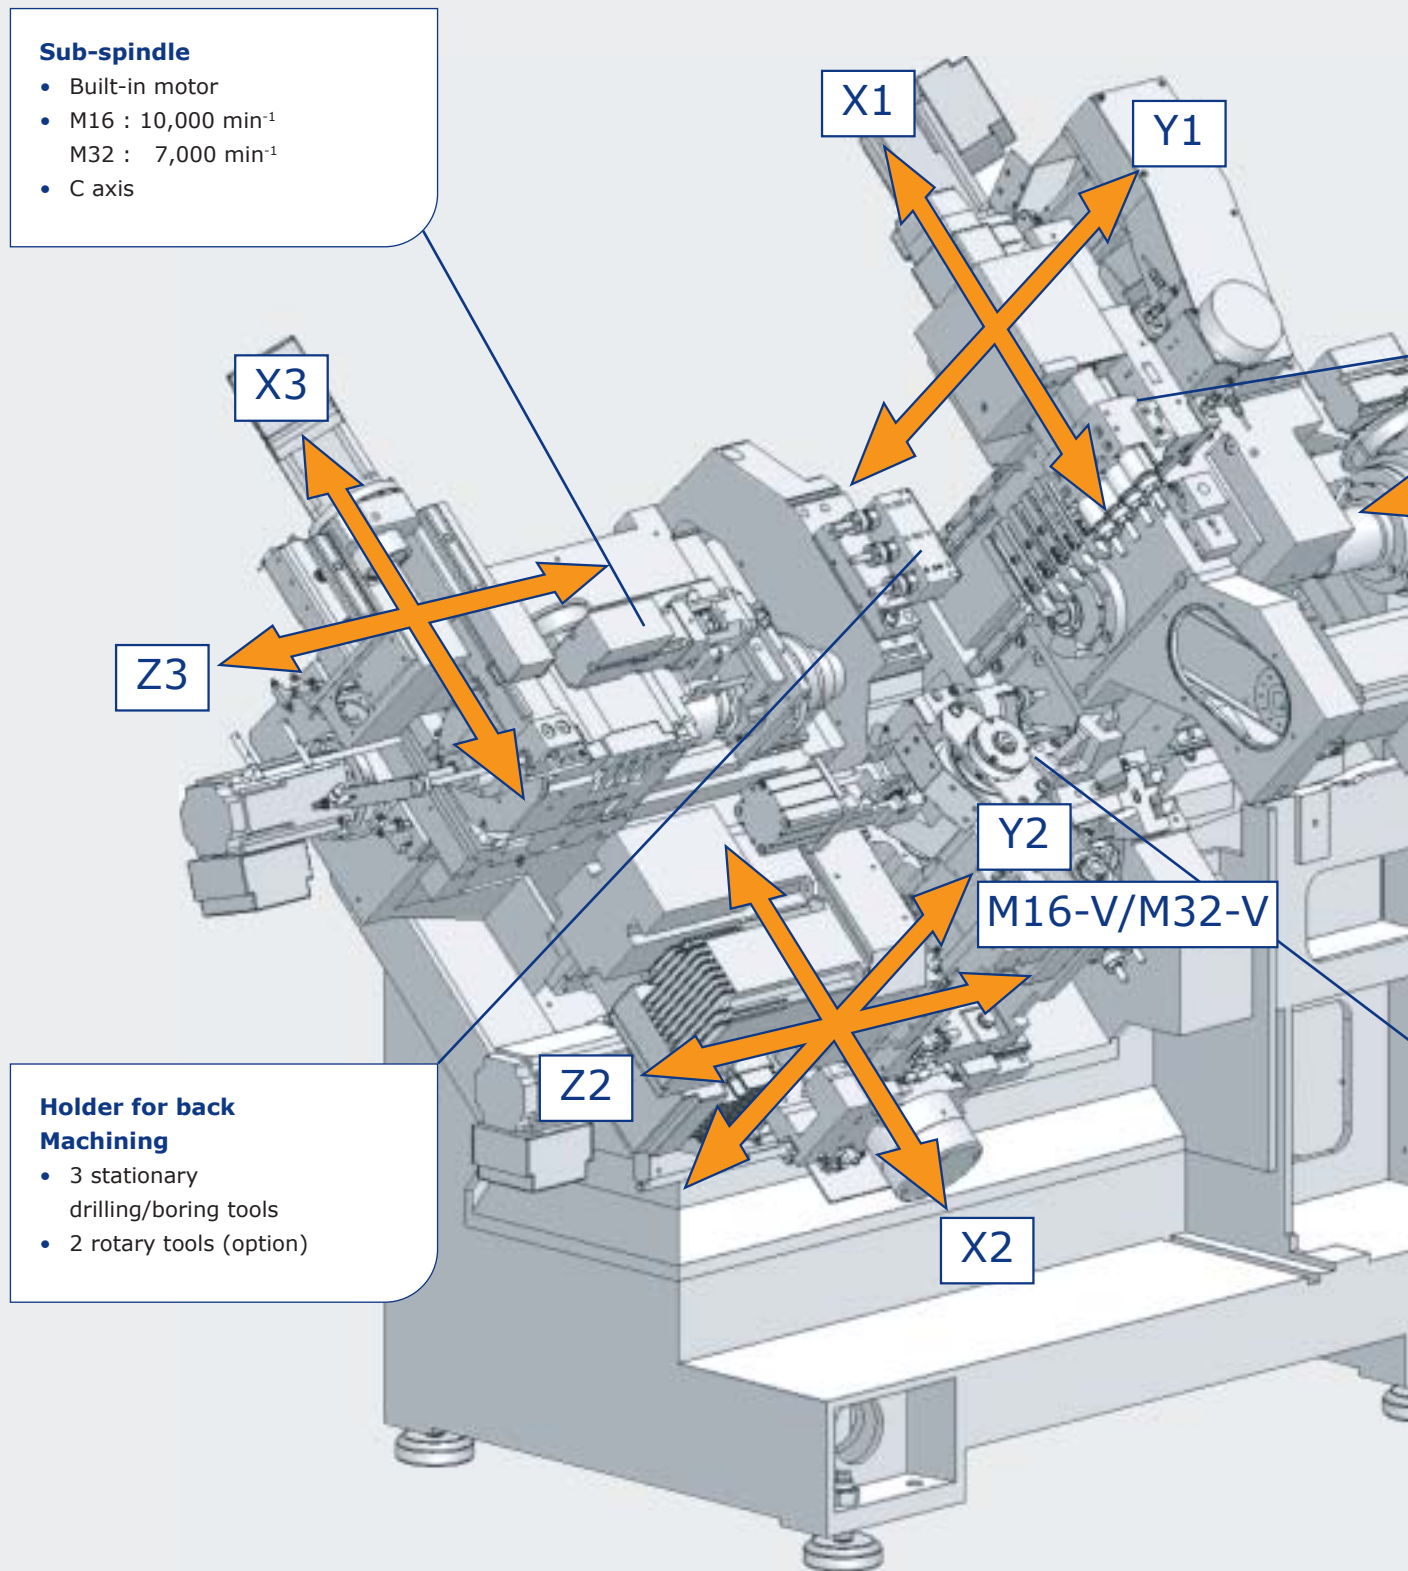 Sub-spindle
• Built-in motor
• M16 : 10,000 min⁻¹
M32 : 7,000 min⁻¹
• C axis
X1
Y1
X3
Z3
Y2
M16-V/M32-V
Z2
X2
Holder for back
Machining
• 3 stationary
drilling/boring tools
• 2 rotary tools (option)